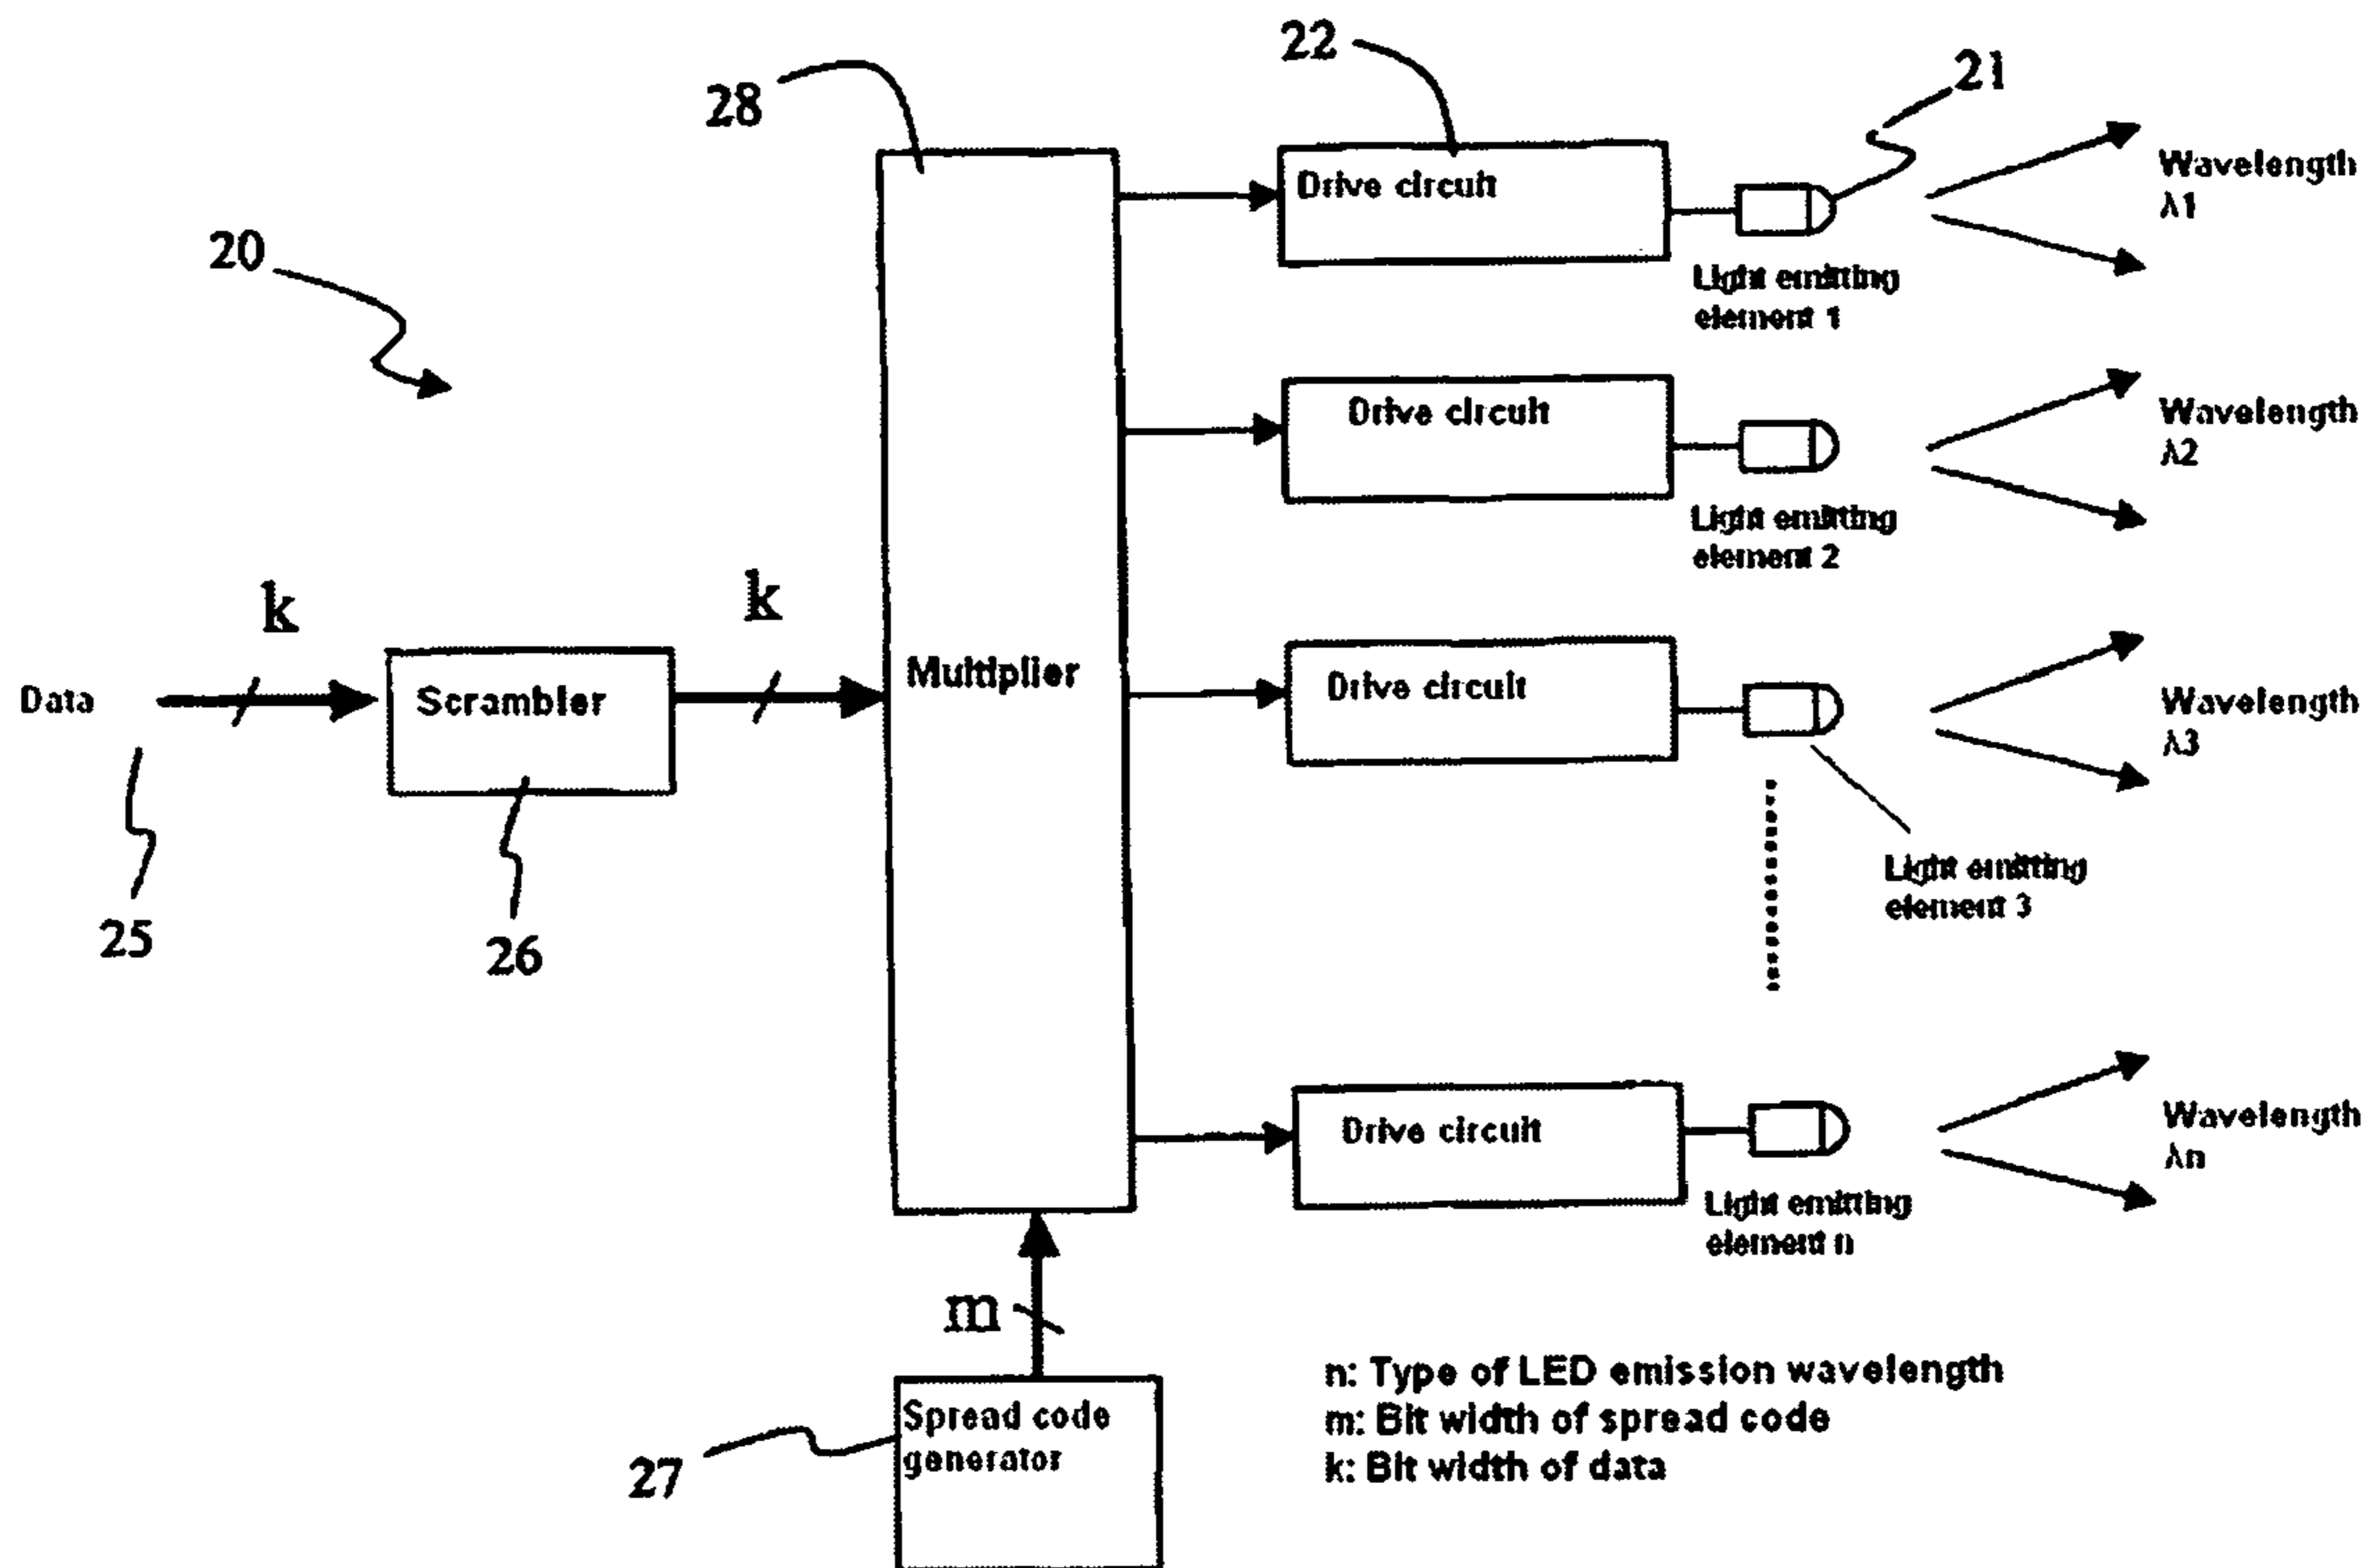 22
21
28
Drive circuit
Wavelength
λ1
20
Light emitting
element 1
Drive circuit
Wavelength
λ2
Light emitting
element 2
k
k
Data
Scrambler
Multiplier
Drive circuit
Wavelength
λ3
Light emitting
element 3
25
26
Drive circuit
Wavelength
λn
Light emitting
element n
m
n: Type of LED emission wavelength
m: Bit width of spread code
k: Bit width of data
Spread code
generator
27